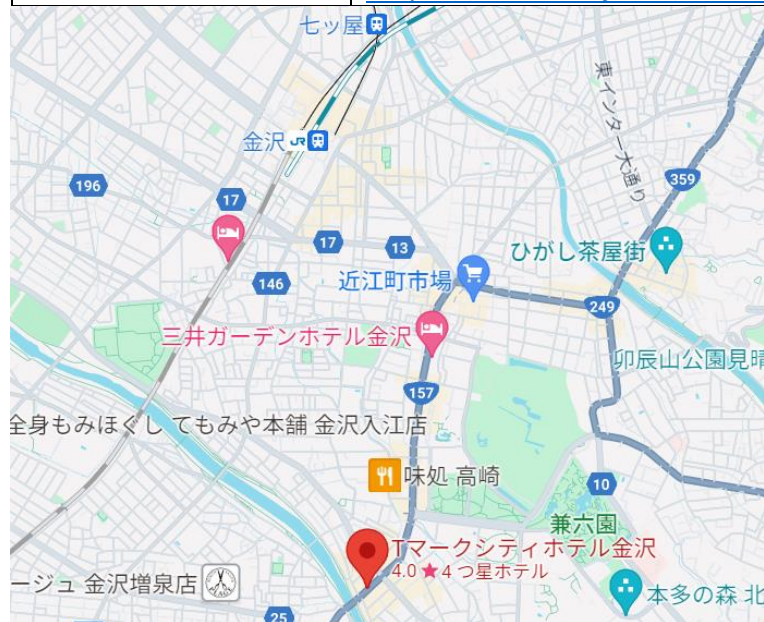 七ッ屋
金沢 JR
東インター大通り
196
359
17
17
13
ひがし茶屋街
146
近江町市場
249
三井ガーデンホテル金沢
卯辰山公園見晴
157
全身もみほぐし てもみや本舗 金沢入江店
味処 高崎
10
兼六園
Tマークシティホテル金沢
4.0 ★ 4 つ星ホテル
ージュ 金沢増泉店
本多の森 北
25